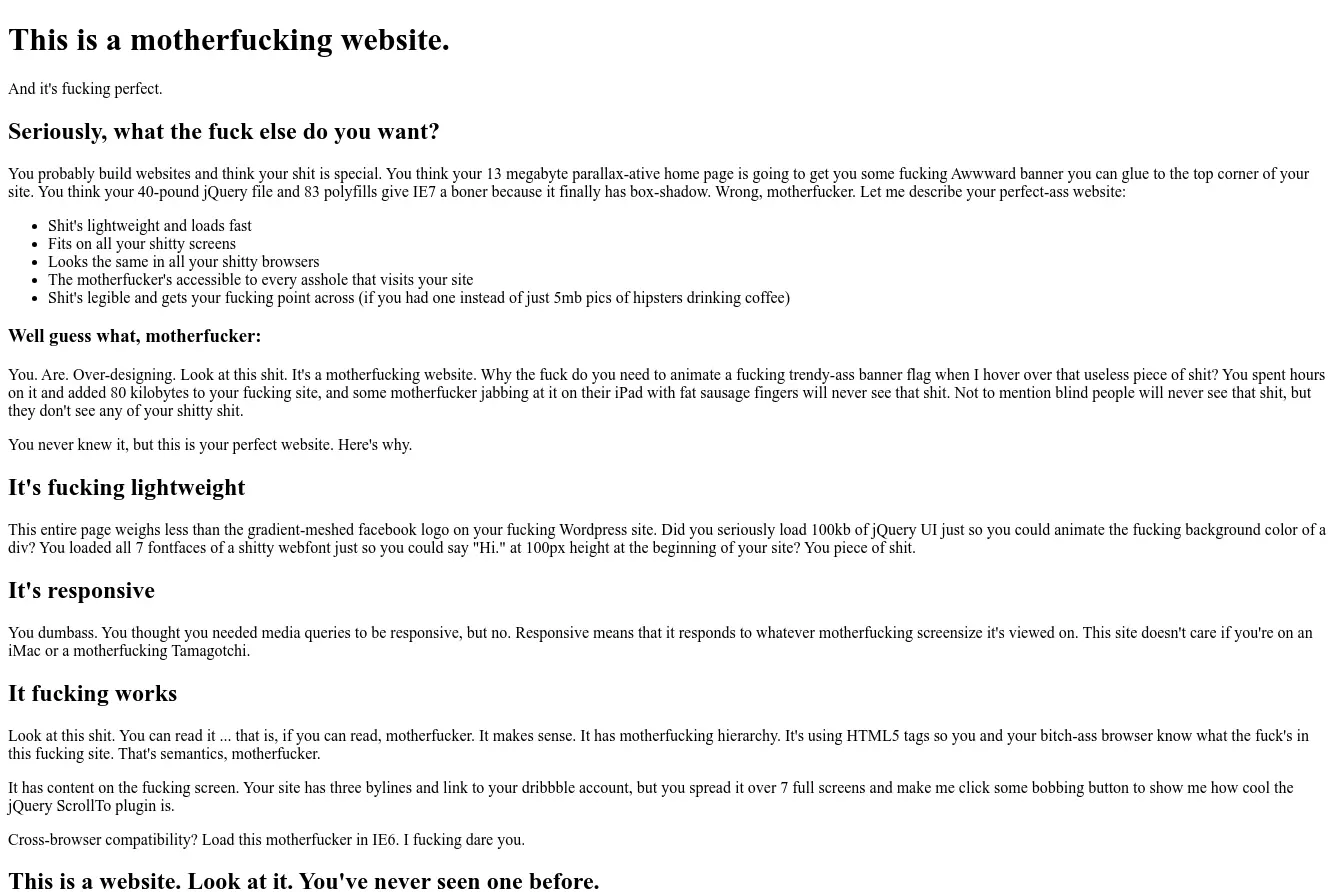 This is a motherfucking website.
And it's fucking perfect.
Seriously, what the fuck else do you want?
You probably build websites and think your shit is special. You think your 13 megabyte parallax-ative home page is going to get you some fucking Awwward banner you can glue to the top corner of your
site. You think your 40-pound jQuery file and 83 polyfills give IE7 a boner because it finally has box-shadow. Wrong, motherfucker. Let me describe your perfect-ass website:
• Shit's lightweight and loads fast
• Fits on all your shitty screens
• Looks the same in all your shitty browsers
• The motherfucker's accessible to every asshole that visits your site
• Shit's legible and gets your fucking point across (if you had one instead of just 5mb pics of hipsters drinking coffee)
Well guess what, motherfucker:
You. Are. Over-designing. Look at this shit. It's a motherfucking website. Why the fuck do you need to animate a fucking trendy-ass banner flag when I hover over that useless piece of shit? You spent hours
on it and added 80 kilobytes to your fucking site, and some motherfucker jabbing at it on their iPad with fat sausage fingers will never see that shit. Not to mention blind people will never see that shit, but
they don't see any of your shitty shit.
You never knew it, but this is your perfect website. Here's why.
It's fucking lightweight
This entire page weighs less than the gradient-meshed facebook logo on your fucking Wordpress site. Did you seriously load 100kb of jQuery UI just so you could animate the fucking background color of a
div? You loaded all 7 fontfaces of a shitty webfont just so you could say "Hi." at 100px height at the beginning of your site? You piece of shit.
It's responsive
You dumbass. You thought you needed media queries to be responsive, but no. Responsive means that it responds to whatever motherfucking screensize it's viewed on. This site doesn't care if you're on an
iMac or a motherfucking Tamagotchi.
It fucking works
Look at this shit. You can read it ... that is, if you can read, motherfucker. It makes sense. It has motherfucking hierarchy. It's using HTML5 tags so you and your bitch-ass browser know what the fuck's in
this fucking site. That's semantics, motherfucker.
It has content on the fucking screen. Your site has three bylines and link to your dribbble account, but you spread it over 7 full screens and make me click some bobbing button to show me how cool the
jQuery ScrollTo plugin is.
Cross-browser compatibility? Load this motherfucker in IE6. I fucking dare you.
This is a website. Look at it. You've never seen one before.